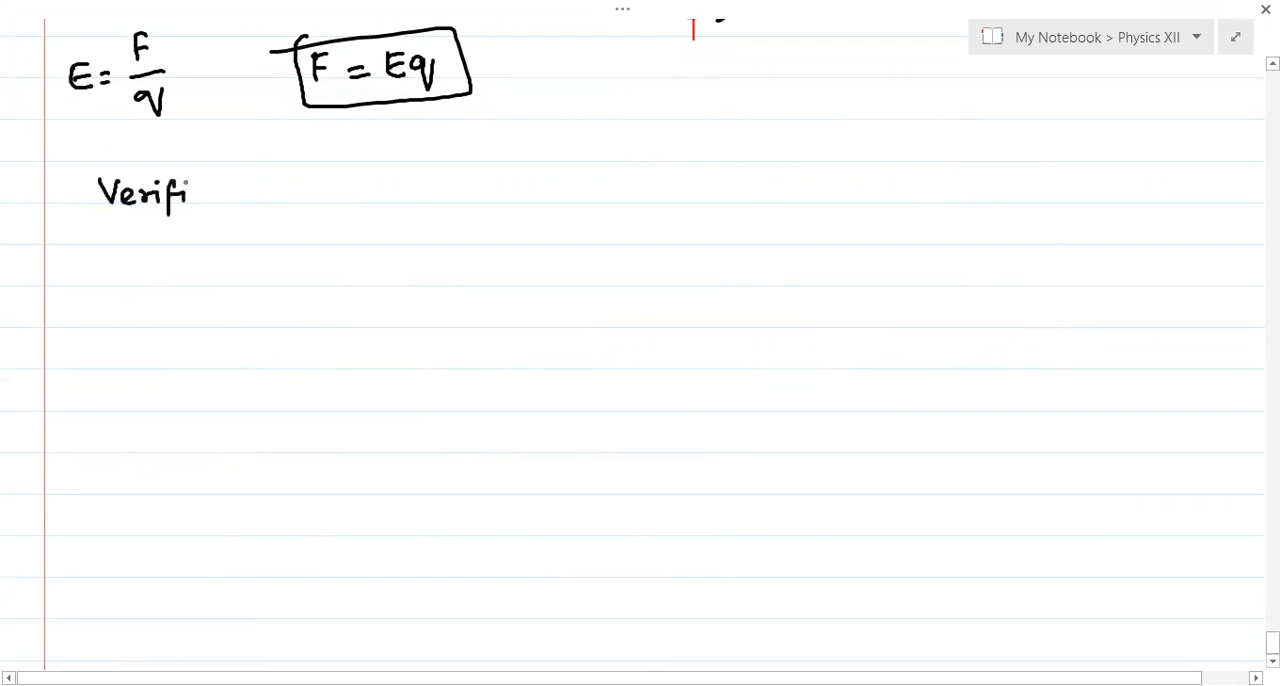 ...
My Notebook > Physics XII
E = F/q
F = Eq
Verifi